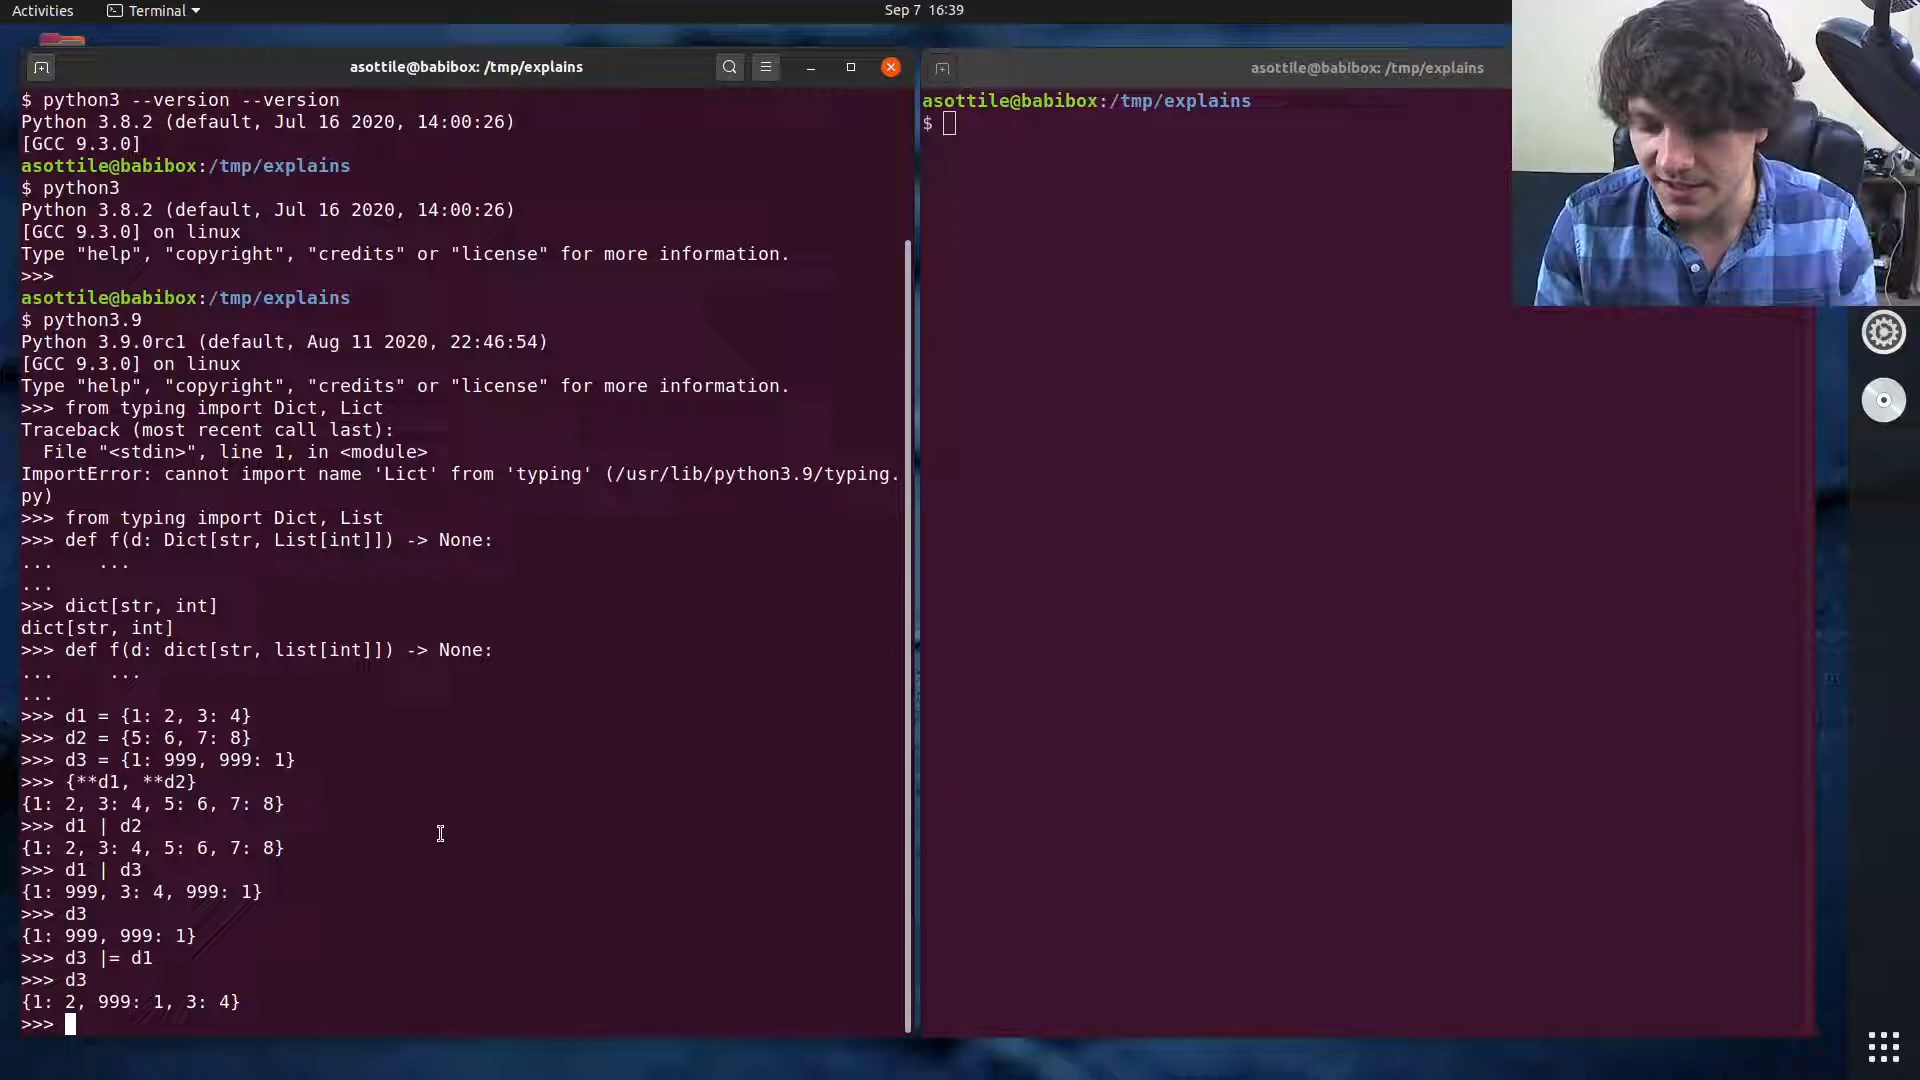 Activities
Terminal
Sep 7 16:39
asottile@babibox: /tmp/explains
$ python3 --version --version
Python 3.8.2 (default, Jul 16 2020, 14:00:26)
[GCC 9.3.0]
asottile@babibox:/tmp/explains
$ python3
Python 3.8.2 (default, Jul 16 2020, 14:00:26)
[GCC 9.3.0] on linux
Type "help", "copyright", "credits" or "license" for more information.
>>>
asottile@babibox:/tmp/explains
$ python3.9
Python 3.9.0rc1 (default, Aug 11 2020, 22:46:54)
[GCC 9.3.0] on linux
Type "help", "copyright", "credits" or "license" for more information.
>>> from typing import Dict, Lict
Traceback (most recent call last):
  File "<stdin>", line 1, in <module>
ImportError: cannot import name 'Lict' from 'typing' (/usr/lib/python3.9/typing.
py)
>>> from typing import Dict, List
>>> def f(d: Dict[str, List[int]]) -> None:
...    ...
...
>>> dict[str, int]
dict[str, int]
>>> def f(d: dict[str, list[int]]) -> None:
...     ...
...
>>> d1 = {1: 2, 3: 4}
>>> d2 = {5: 6, 7: 8}
>>> d3 = {1: 999, 999: 1}
>>> {**d1, **d2}
{1: 2, 3: 4, 5: 6, 7: 8}
>>> d1 | d2
{1: 2, 3: 4, 5: 6, 7: 8}
>>> d1 | d3
{1: 999, 3: 4, 999: 1}
>>> d3
{1: 999, 999: 1}
>>> d3 |= d1
>>> d3
{1: 2, 999: 1, 3: 4}
>>>
asottile@babibox: /tmp/explains
asottile@babibox:/tmp/explains
$